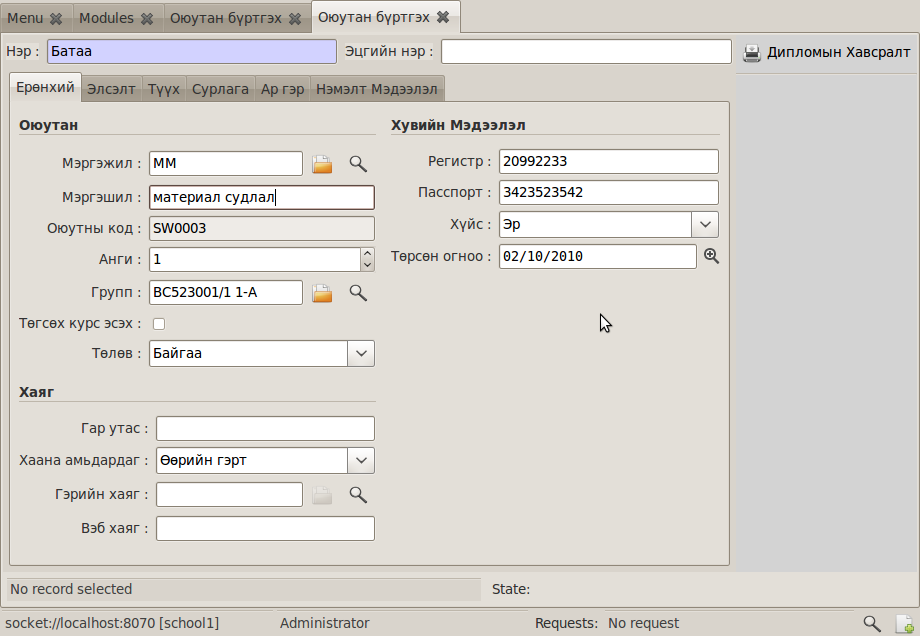 Menu Modules Оюутан бүртгэх Оюутан бүртгэх
Нэр : Батаа Эцгийн нэр : Дипломын Хавсралт
Ерөнхий Элсэлт Түүх Сурлага Ар гэр Нэмэлт Мэдээлэл
Оюутан
Мэргэжил : ММ
Мэргэшил : материал судлал
Оюутны код : SW0003
Анги : 1
Групп : BC523001/1 1-A
Төгсөх курс эсэх :
Төлөв : Байгаа
Хаяг
Гар утас :
Хаана амьдардаг : Өөрийн гэрт
Гэрийн хаяг :
Вэб хаяг :
Хувийн Мэдээлэл
Регистр : 20992233
Пасспорт : 3423523542
Хүйс : Эр
Төрсөн огноо : 02/10/2010
No record selected State:
socket://localhost:8070 [school1] Administrator Requests: No request